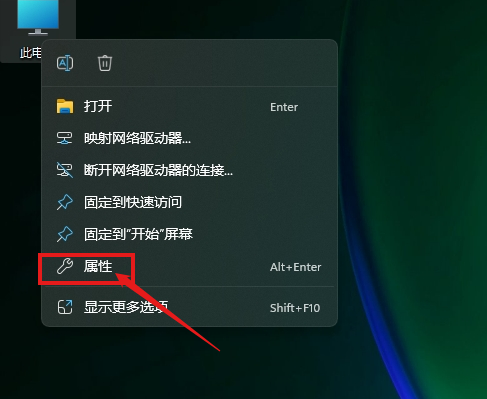 此电
打开 Enter
映射网络驱动器...
断开网络驱动器的连接...
固定到快速访问
固定到"开始"屏幕
属性 Alt+Enter
显示更多选项 Shift+F10